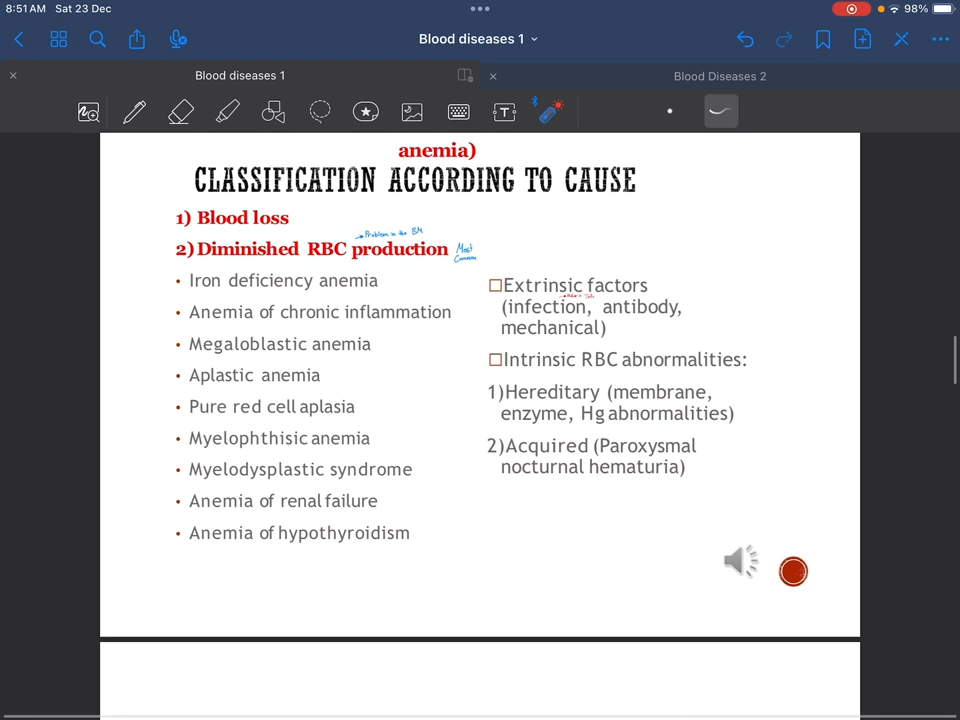 8:51 AM Sat 23 Dec
98%
Blood diseases 1
Blood diseases 1
Blood Diseases 2
T
anemia)
CLASSIFICATION ACCORDING TO CAUSE
1) Blood loss
Problem in the BM
2) Diminished RBC production
Most
Common
• Iron deficiency anemia
• Anemia of chronic inflammation
• Megaloblastic anemia
• Aplastic anemia
• Pure red cell aplasia
• Myelophthisic anemia
• Myelodysplastic syndrome
• Anemia of renal failure
• Anemia of hypothyroidism
Extrinsic factors
(infection, antibody,
mechanical)
Intrinsic RBC abnormalities:
1)Hereditary (membrane,
enzyme, Hg abnormalities)
2)Acquired (Paroxysmal
nocturnal hematuria)